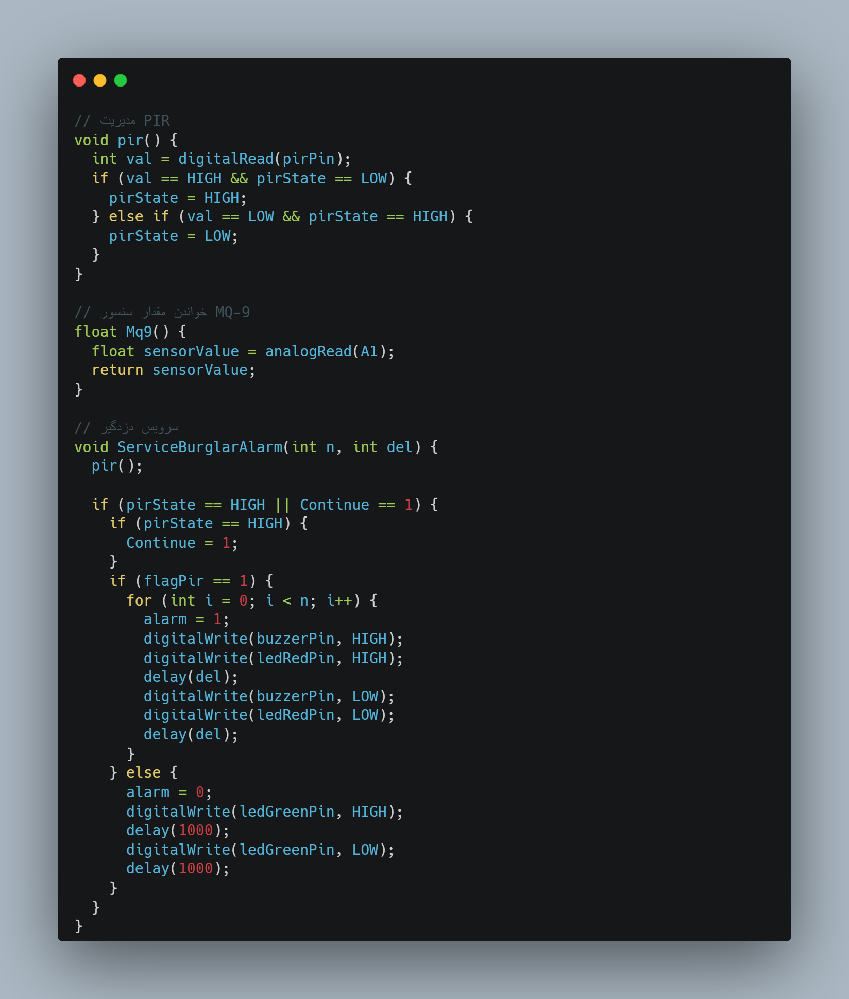 // مدیریت PIR
void pir() {
  int val = digitalRead(pirPin);
  if (val == HIGH && pirState == LOW) {
    pirState = HIGH;
  } else if (val == LOW && pirState == HIGH) {
    pirState = LOW;
  }
}

// خواندن مقدار سنسور MQ-9
float Mq9() {
  float sensorValue = analogRead(A1);
  return sensorValue;
}

// سرویس دزدگیر
void ServiceBurglarAlarm(int n, int del) {
  pir();

  if (pirState == HIGH || Continue == 1) {
    if (pirState == HIGH) {
      Continue = 1;
    }
    if (flagPir == 1) {
      for (int i = 0; i < n; i++) {
        alarm = 1;
        digitalWrite(buzzerPin, HIGH);
        digitalWrite(ledRedPin, HIGH);
        delay(del);
        digitalWrite(buzzerPin, LOW);
        digitalWrite(ledRedPin, LOW);
        delay(del);
      }
    } else {
      alarm = 0;
      digitalWrite(ledGreenPin, HIGH);
      delay(1000);
      digitalWrite(ledGreenPin, LOW);
      delay(1000);
    }
  }
}